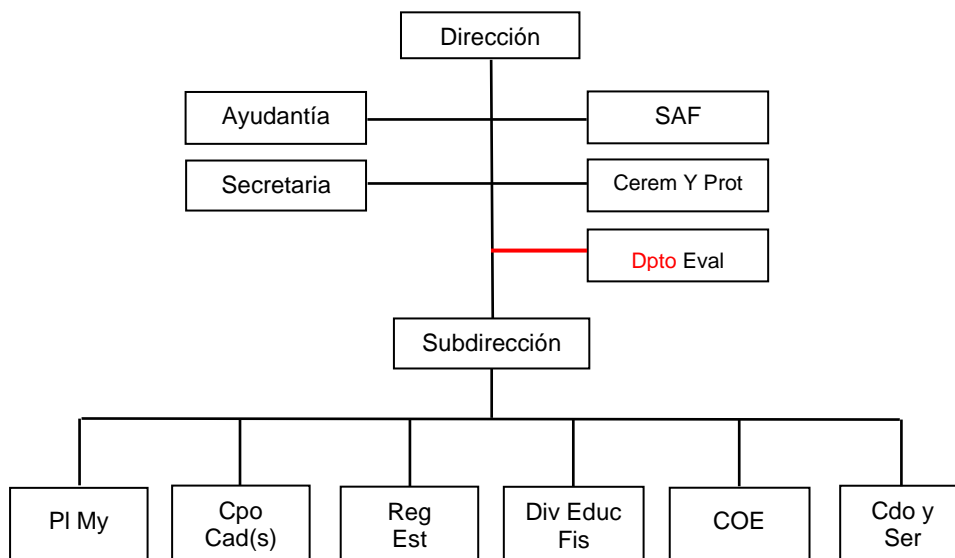 Dirección
Ayudantía
SAF
Secretaria
Cerem Y Prot
Dpto Eval
Subdirección
Pl My
Cpo
Cad(s)
Reg
Est
Div Educ
Fis
COE
Cdo y
Ser